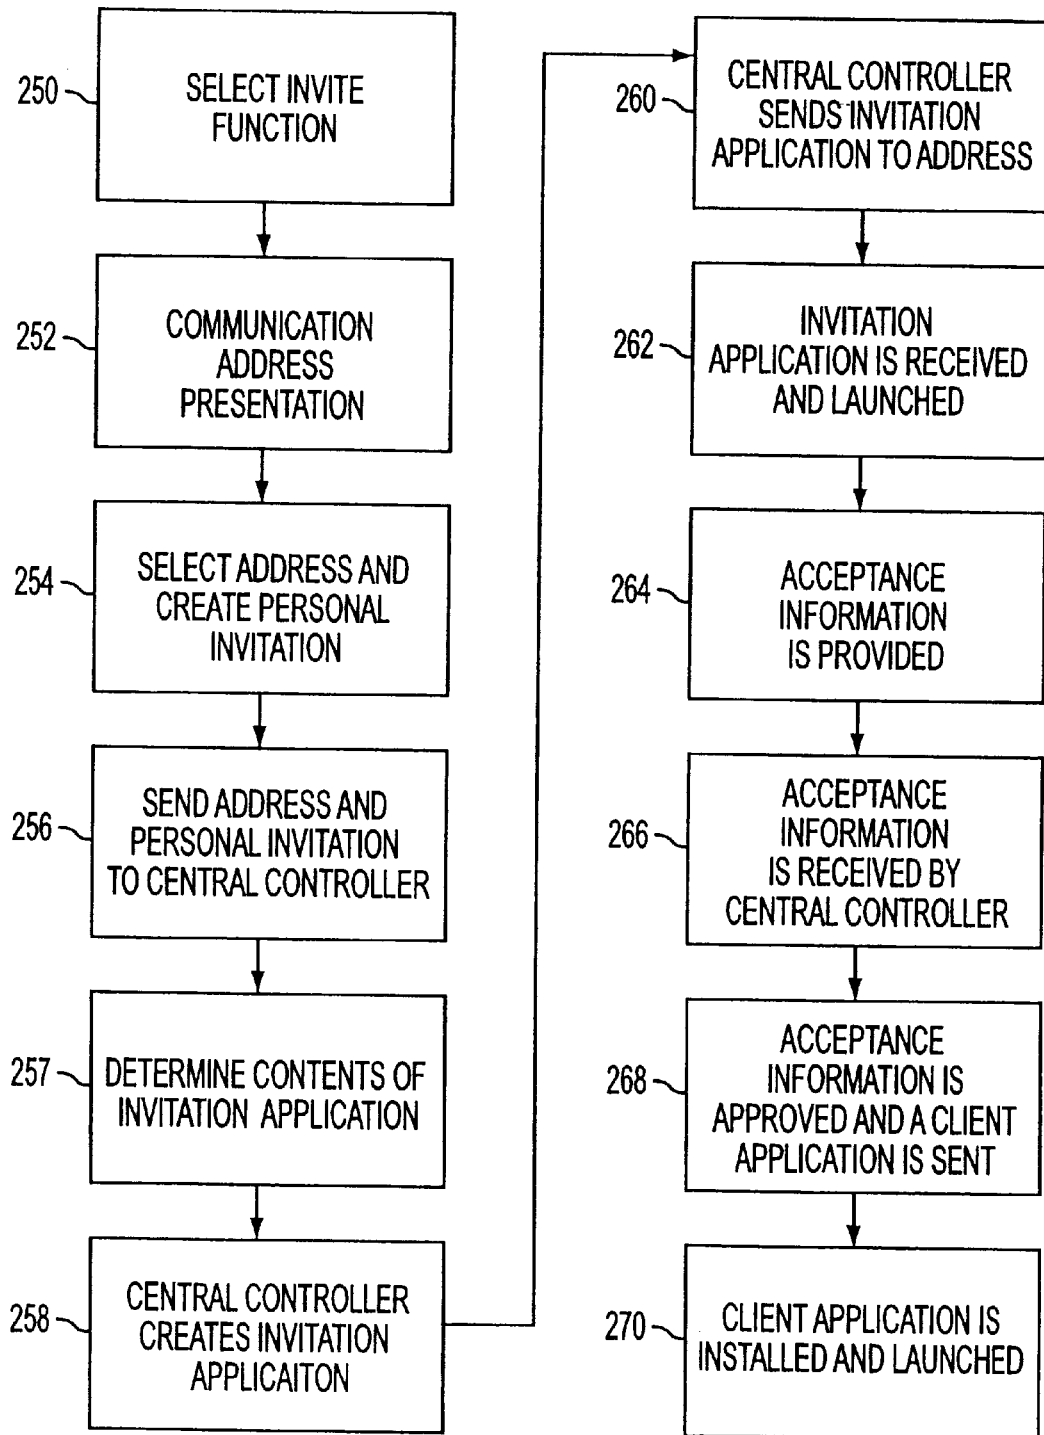 250
SELECT INVITE
FUNCTION
252
COMMUNICATION
ADDRESS
PRESENTATION
254
SELECT ADDRESS AND
CREATE PERSONAL
INVITATION
256
SEND ADDRESS AND
PERSONAL INVITATION
TO CENTRAL CONTROLLER
257
DETERMINE CONTENTS OF
INVITATION APPLICATION
258
CENTRAL CONTROLLER
CREATES INVITATION
APPLICAITON
260
CENTRAL CONTROLLER
SENDS INVITATION
APPLICATION TO ADDRESS
262
INVITATION
APPLICATION IS RECEIVED
AND LAUNCHED
264
ACCEPTANCE
INFORMATION
IS PROVIDED
266
ACCEPTANCE
INFORMATION
IS RECEIVED BY
CENTRAL CONTROLLER
268
ACCEPTANCE
INFORMATION IS
APPROVED AND A CLIENT
APPLICATION IS SENT
270
CLIENT APPLICATION IS
INSTALLED AND LAUNCHED